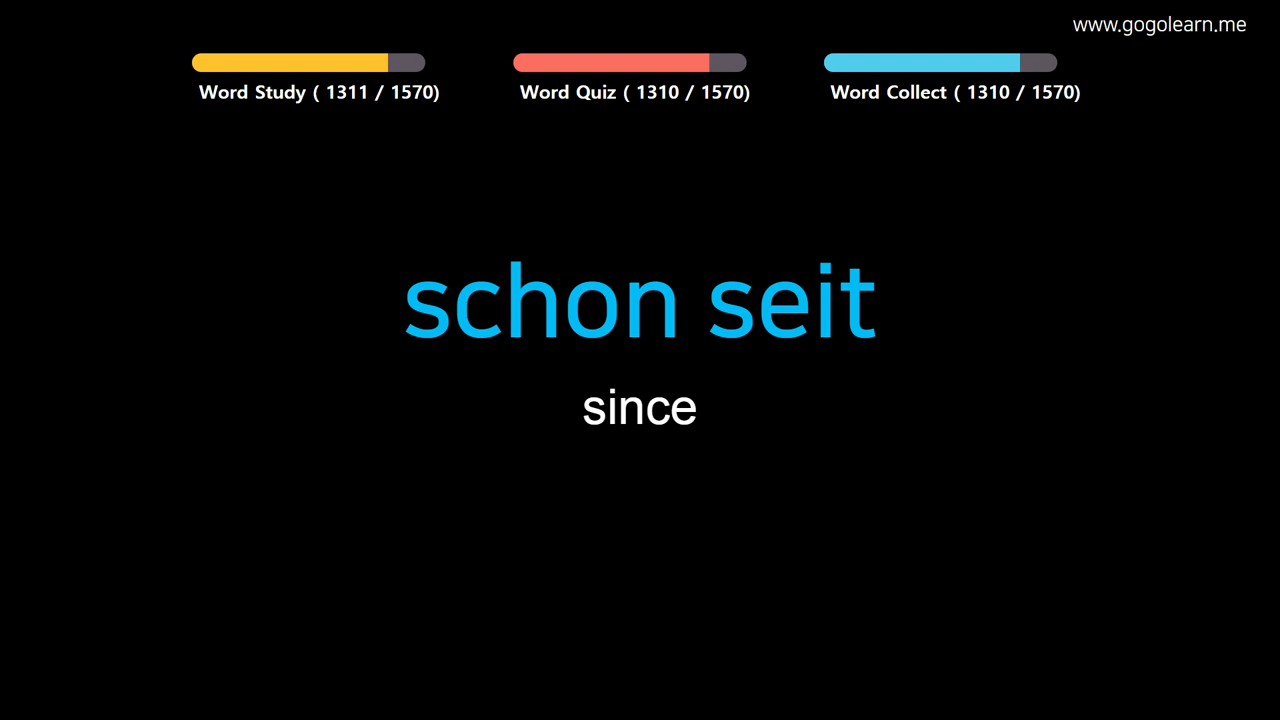 www.gogolearn.me
Word Study ( 1311 / 1570)
Word Quiz ( 1310 / 1570)
Word Collect ( 1310 / 1570)
schon seit
since